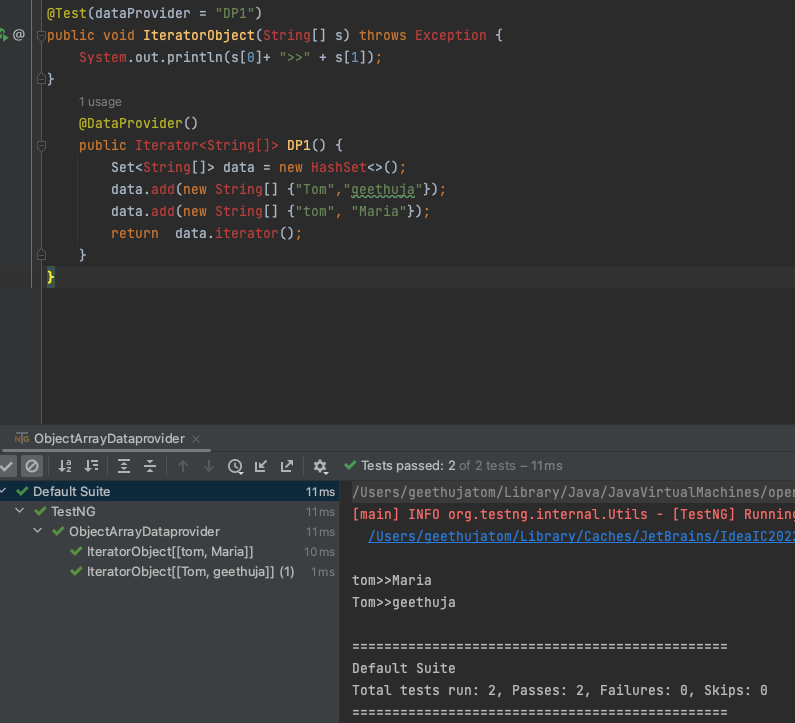 @Test(dataProvider = "DP1")
@ public void IteratorObject(String[] s) throws Exception {
System.out.println(s[0]+ ">>" + s[1]);
}
1 usage
@DataProvider()
public Iterator<String[]> DP1() {
Set<String[]> data = new HashSet<>();
data.add(new String[] {"Tom","geethuja"});
data.add(new String[] {"tom", "Maria"});
return  data.iterator();
}
}
NG ObjectArrayDataprovider ×
Tests passed: 2 of 2 tests – 11ms
Default Suite 11ms
TestNG 11ms
ObjectArrayDataprovider 11ms
IteratorObject[[tom, Maria]] 10ms
IteratorObject[[Tom, geethuja]] (1) 1ms
/Users/geethujatom/Library/Java/JavaVirtualMachines/open
[main] INFO org.testng.internal.Utils - [TestNG] Running
/Users/geethujatom/Library/Caches/JetBrains/IdeaIC2022
tom>>Maria
Tom>>geethuja
===============================================
Default Suite
Total tests run: 2, Passes: 2, Failures: 0, Skips: 0
===============================================